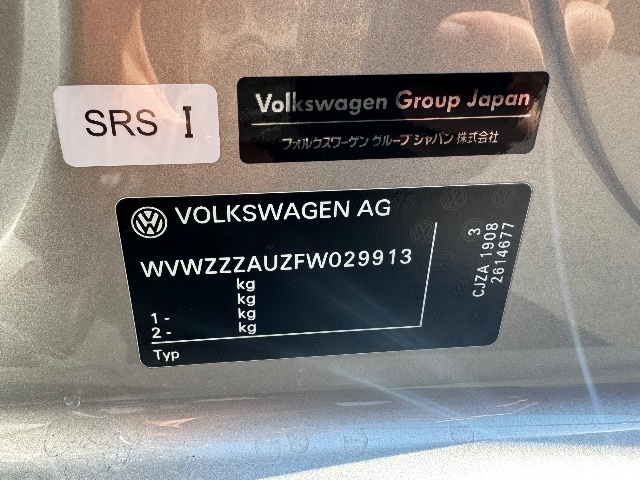 SRS I
Volkswagen Group Japan
フォルクスワーゲン グループ ジャパン 株式会社
VOLKSWAGEN AG
WVWZZZAUZFW029913
kg
kg
1 - kg
2 - kg
Typ
3
CJZA 1908
2614677